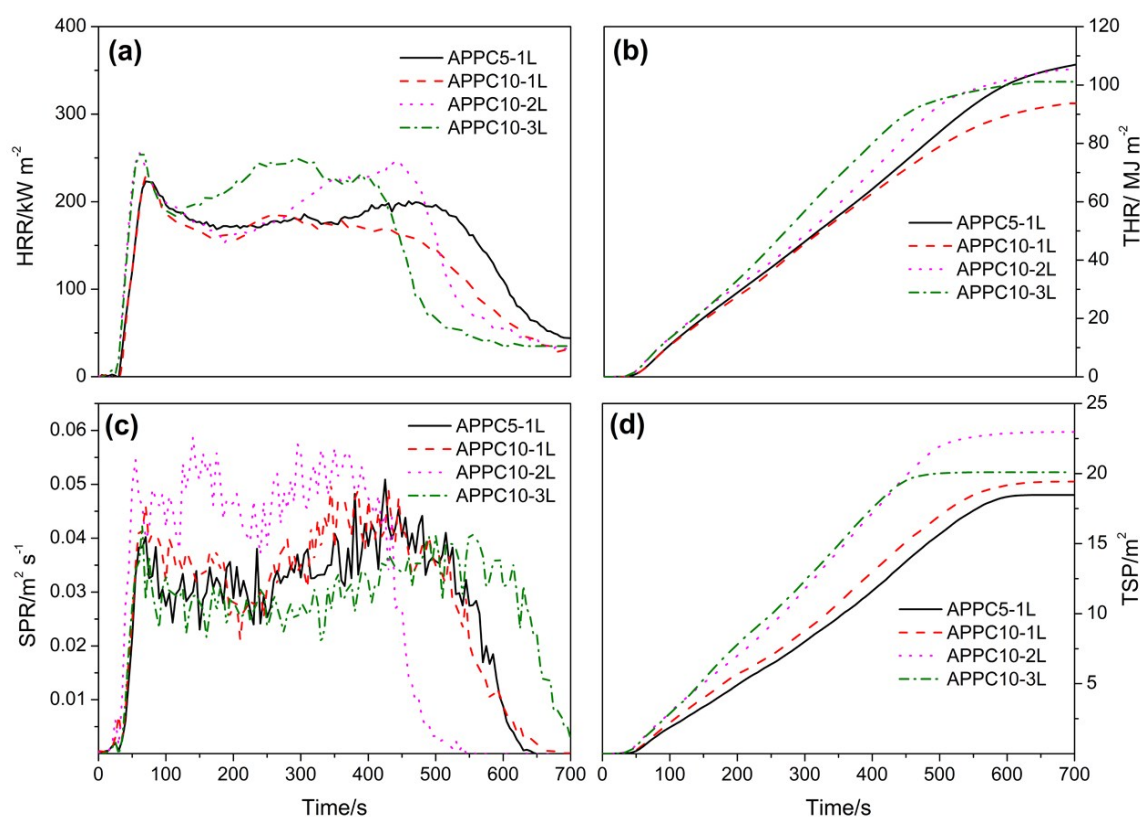 (a)
HRR/kW m⁻²
400
300
200
100
0
APPC5-1L
APPC10-1L
APPC10-2L
APPC10-3L
(b)
THR/ MJ m⁻²
120
100
80
60
40
20
0
APPC5-1L
APPC10-1L
APPC10-2L
APPC10-3L
(c)
SPR/m² s⁻¹
0.06
0.05
0.04
0.03
0.02
0.01
APPC5-1L
APPC10-1L
APPC10-2L
APPC10-3L
0 100 200 300 400 500 600 700
Time/s
(d)
TSP/m²
25
20
15
10
5
APPC5-1L
APPC10-1L
APPC10-2L
APPC10-3L
0 100 200 300 400 500 600 700
Time/s